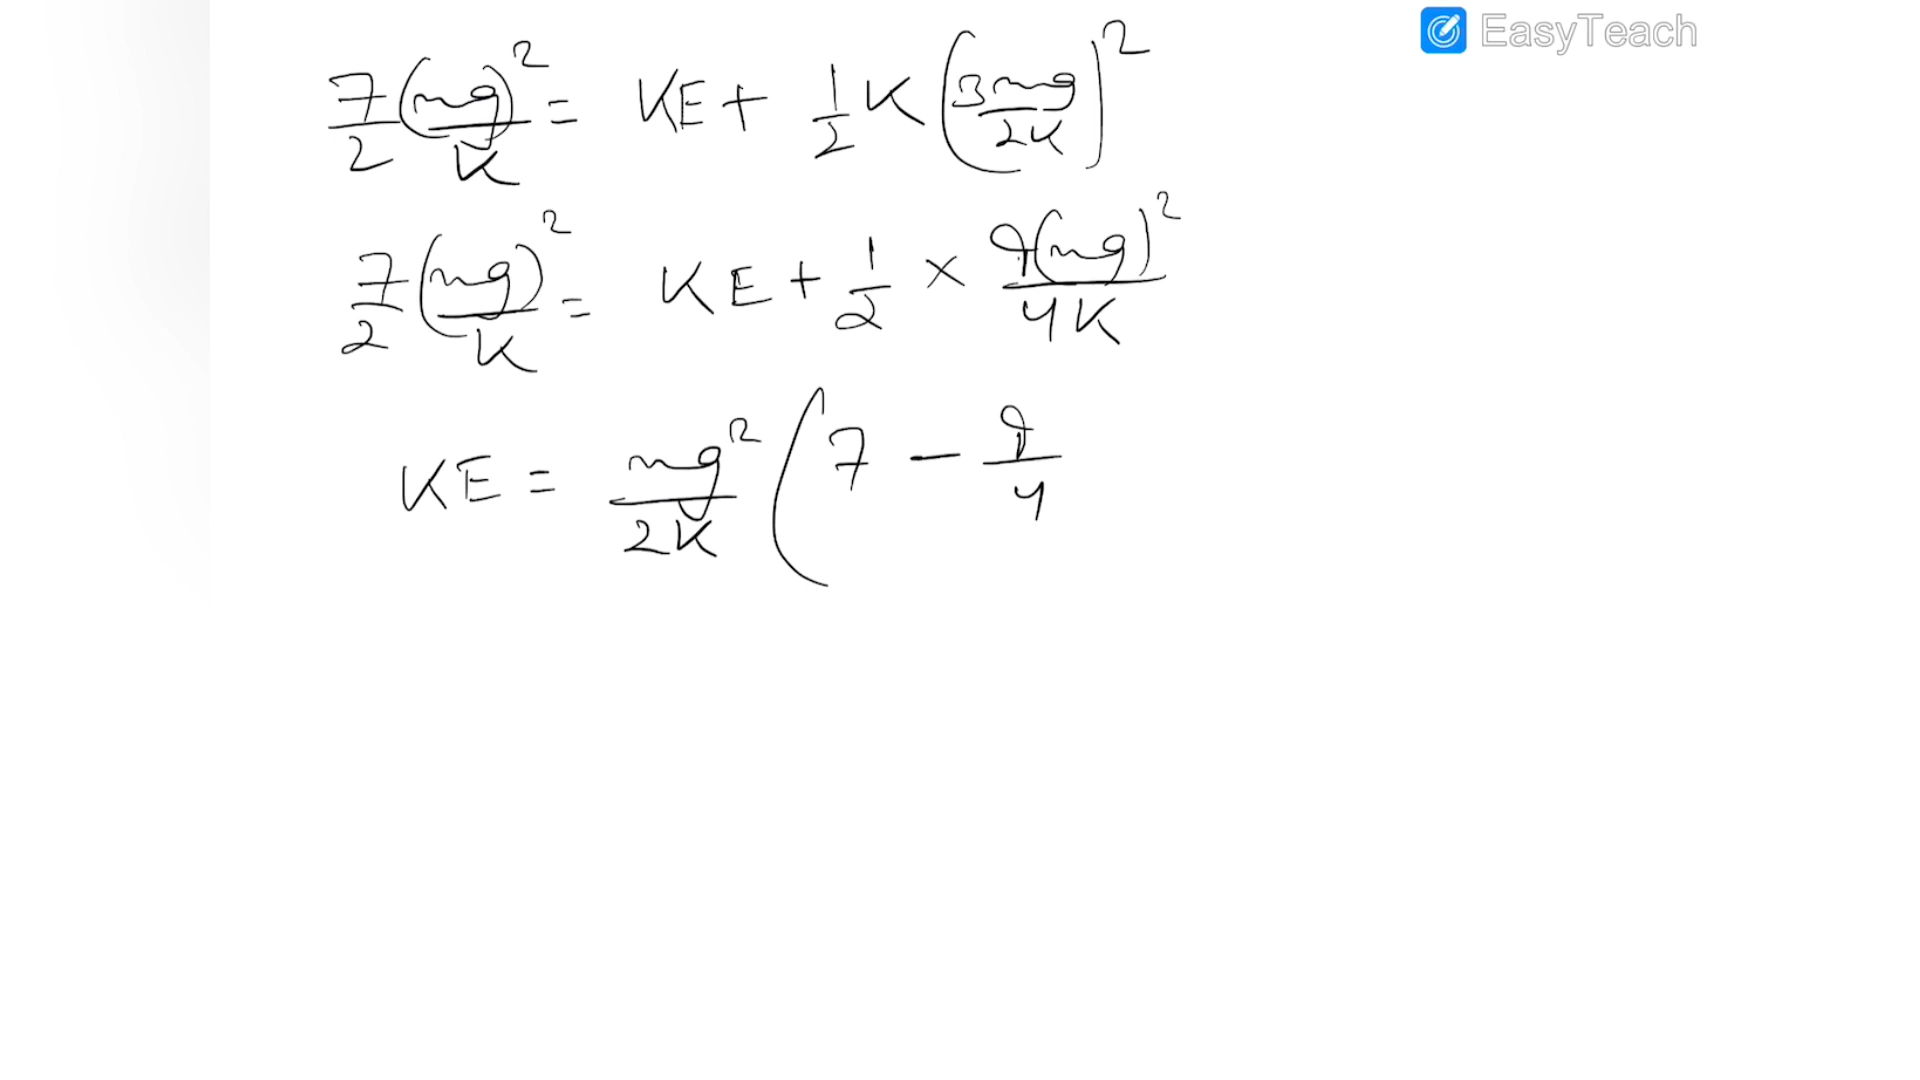 EasyTeach
7/2 (mg)²/K = KE + 1/2 K (3mg/2K)²
7/2 (mg)²/K = KE + 1/2 × 9(mg)²/4K
KE = mg²/2K (7 - 9/4